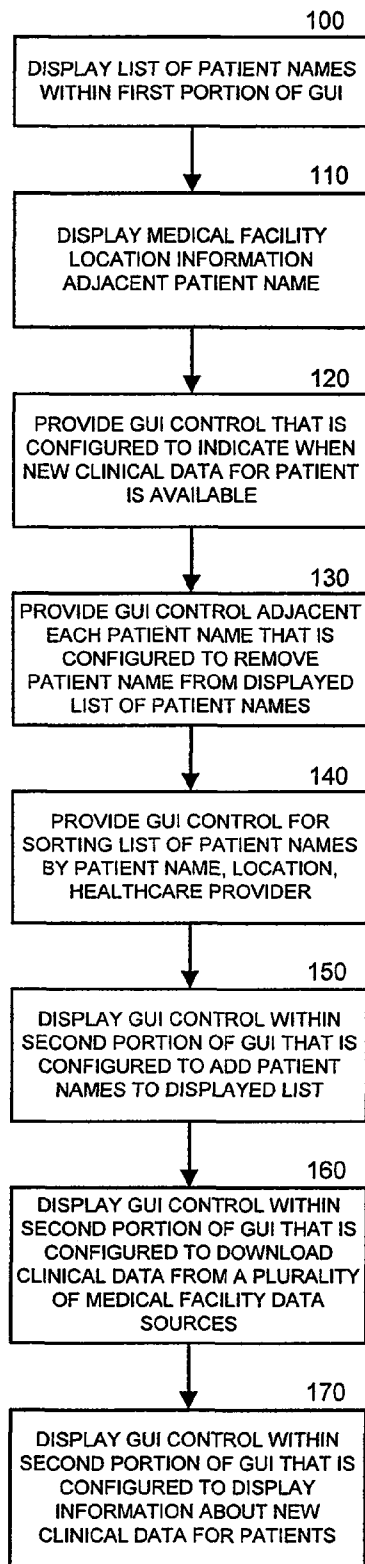 100
DISPLAY LIST OF PATIENT NAMES
WITHIN FIRST PORTION OF GUI
110
DISPLAY MEDICAL FACILITY
LOCATION INFORMATION
ADJACENT PATIENT NAME
120
PROVIDE GUI CONTROL THAT IS
CONFIGURED TO INDICATE WHEN
NEW CLINICAL DATA FOR PATIENT
IS AVAILABLE
130
PROVIDE GUI CONTROL ADJACENT
EACH PATIENT NAME THAT IS
CONFIGURED TO REMOVE
PATIENT NAME FROM DISPLAYED
LIST OF PATIENT NAMES
140
PROVIDE GUI CONTROL FOR
SORTING LIST OF PATIENT NAMES
BY PATIENT NAME, LOCATION,
HEALTHCARE PROVIDER
150
DISPLAY GUI CONTROL WITHIN
SECOND PORTION OF GUI THAT IS
CONFIGURED TO ADD PATIENT
NAMES TO DISPLAYED LIST
160
DISPLAY GUI CONTROL WITHIN
SECOND PORTION OF GUI THAT IS
CONFIGURED TO DOWNLOAD
CLINICAL DATA FROM A PLURALITY
OF MEDICAL FACILITY DATA
SOURCES
170
DISPLAY GUI CONTROL WITHIN
SECOND PORTION OF GUI THAT IS
CONFIGURED TO DISPLAY
INFORMATION ABOUT NEW
CLINICAL DATA FOR PATIENTS